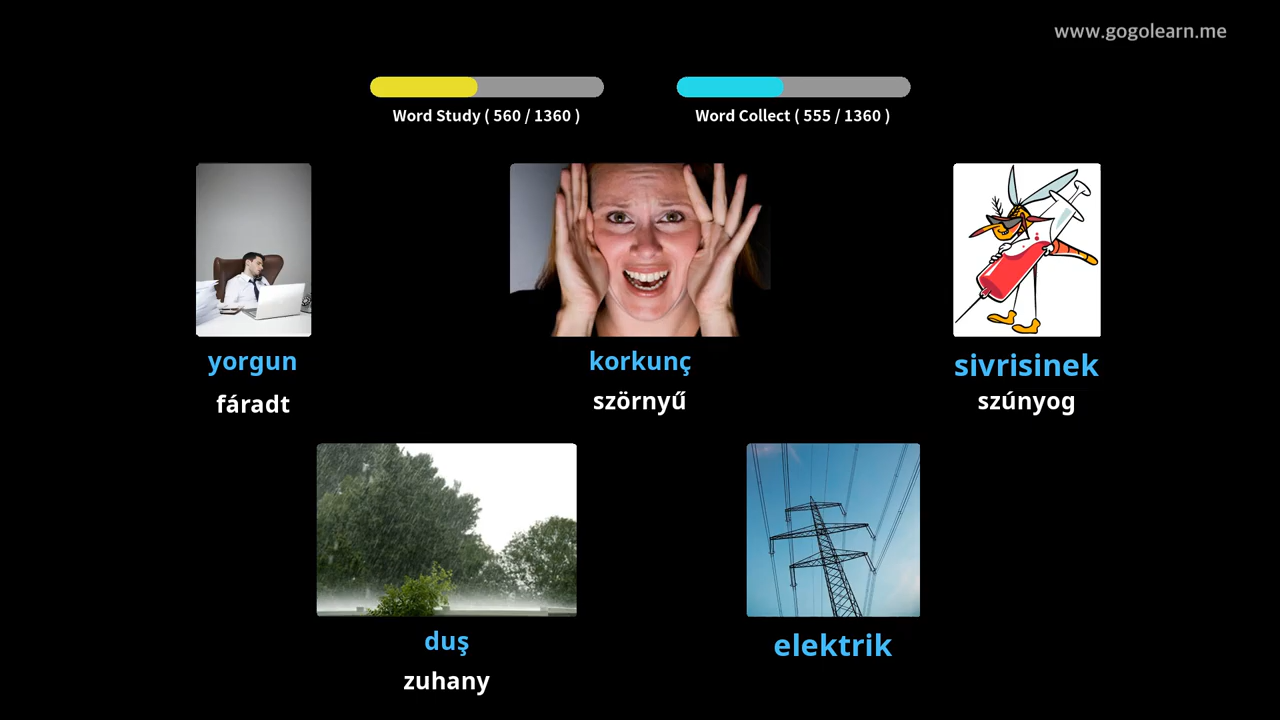 www.gogolearn.me
Word Study ( 560 / 1360 )
Word Collect ( 555 / 1360 )
yorgun
fáradt
korkunç
szörnyű
sivrisinek
szúnyog
duş
zuhany
elektrik